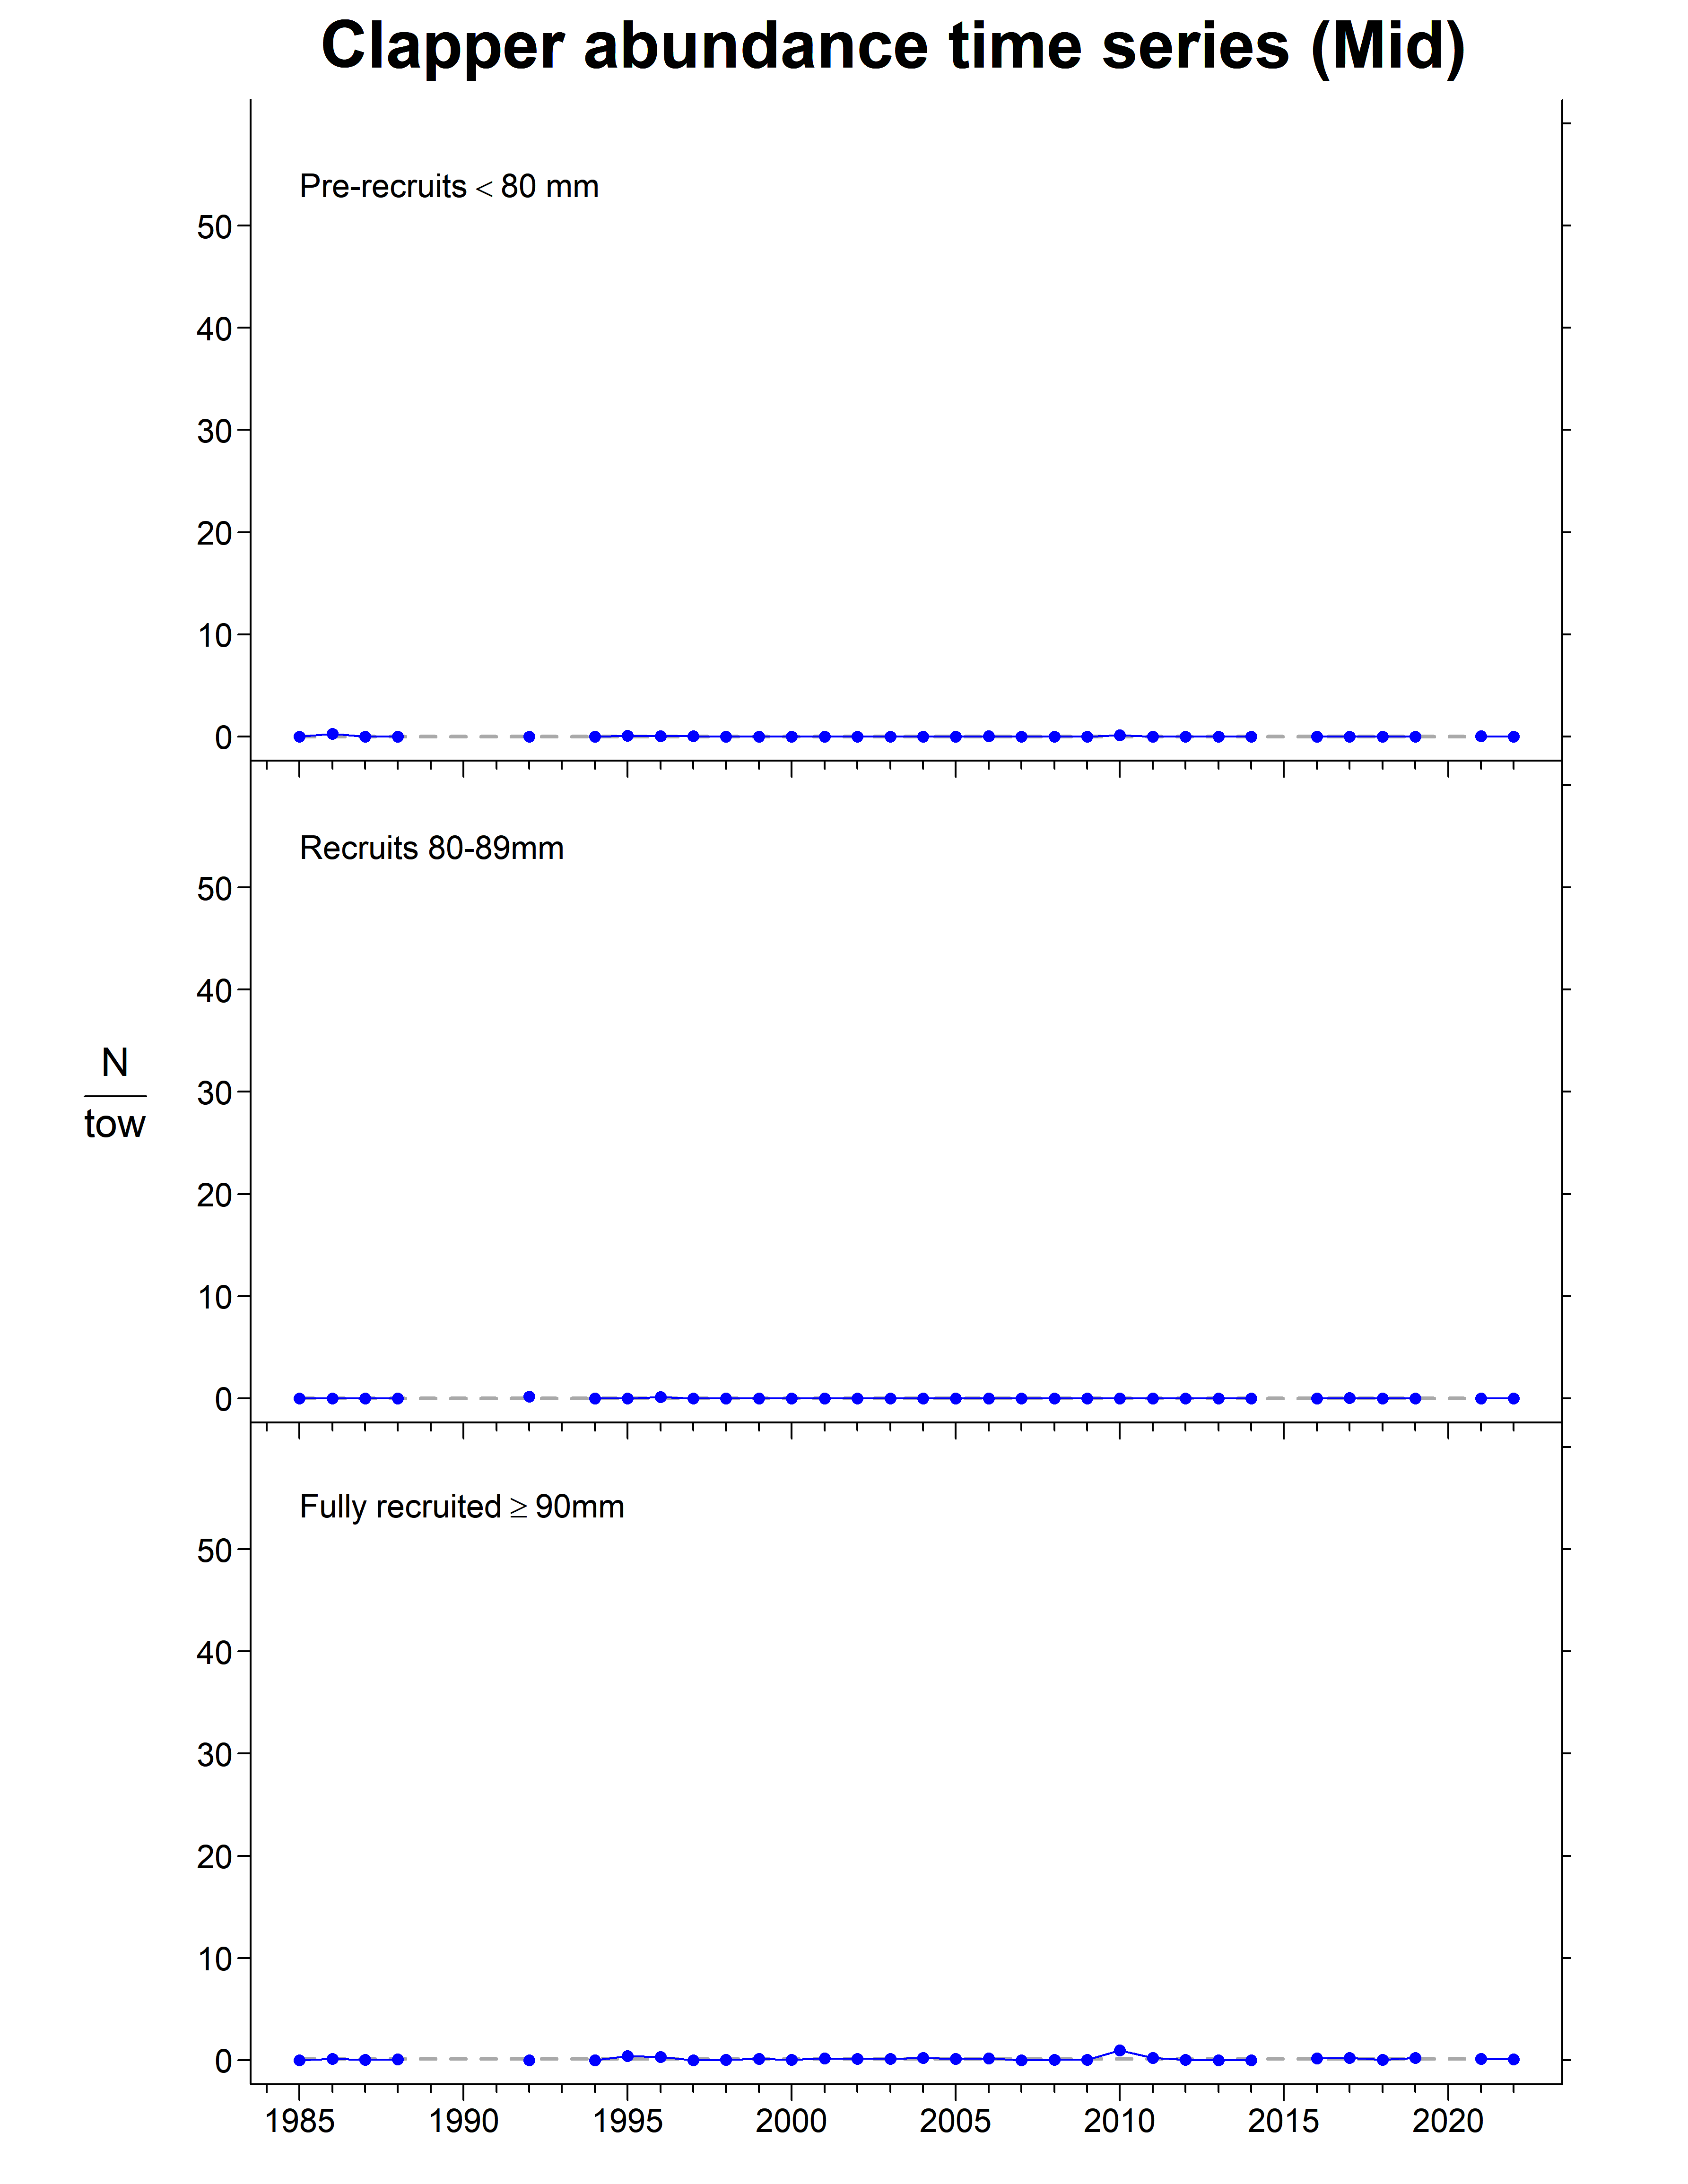 Clapper abundance time series (Mid)
Pre-recruits < 80 mm
50
40
30
20
10
0
Recruits 80-89mm
50
40
30
20
10
0
N
tow
Fully recruited ≥ 90mm
50
40
30
20
10
0
1985 1990 1995 2000 2005 2010 2015 2020